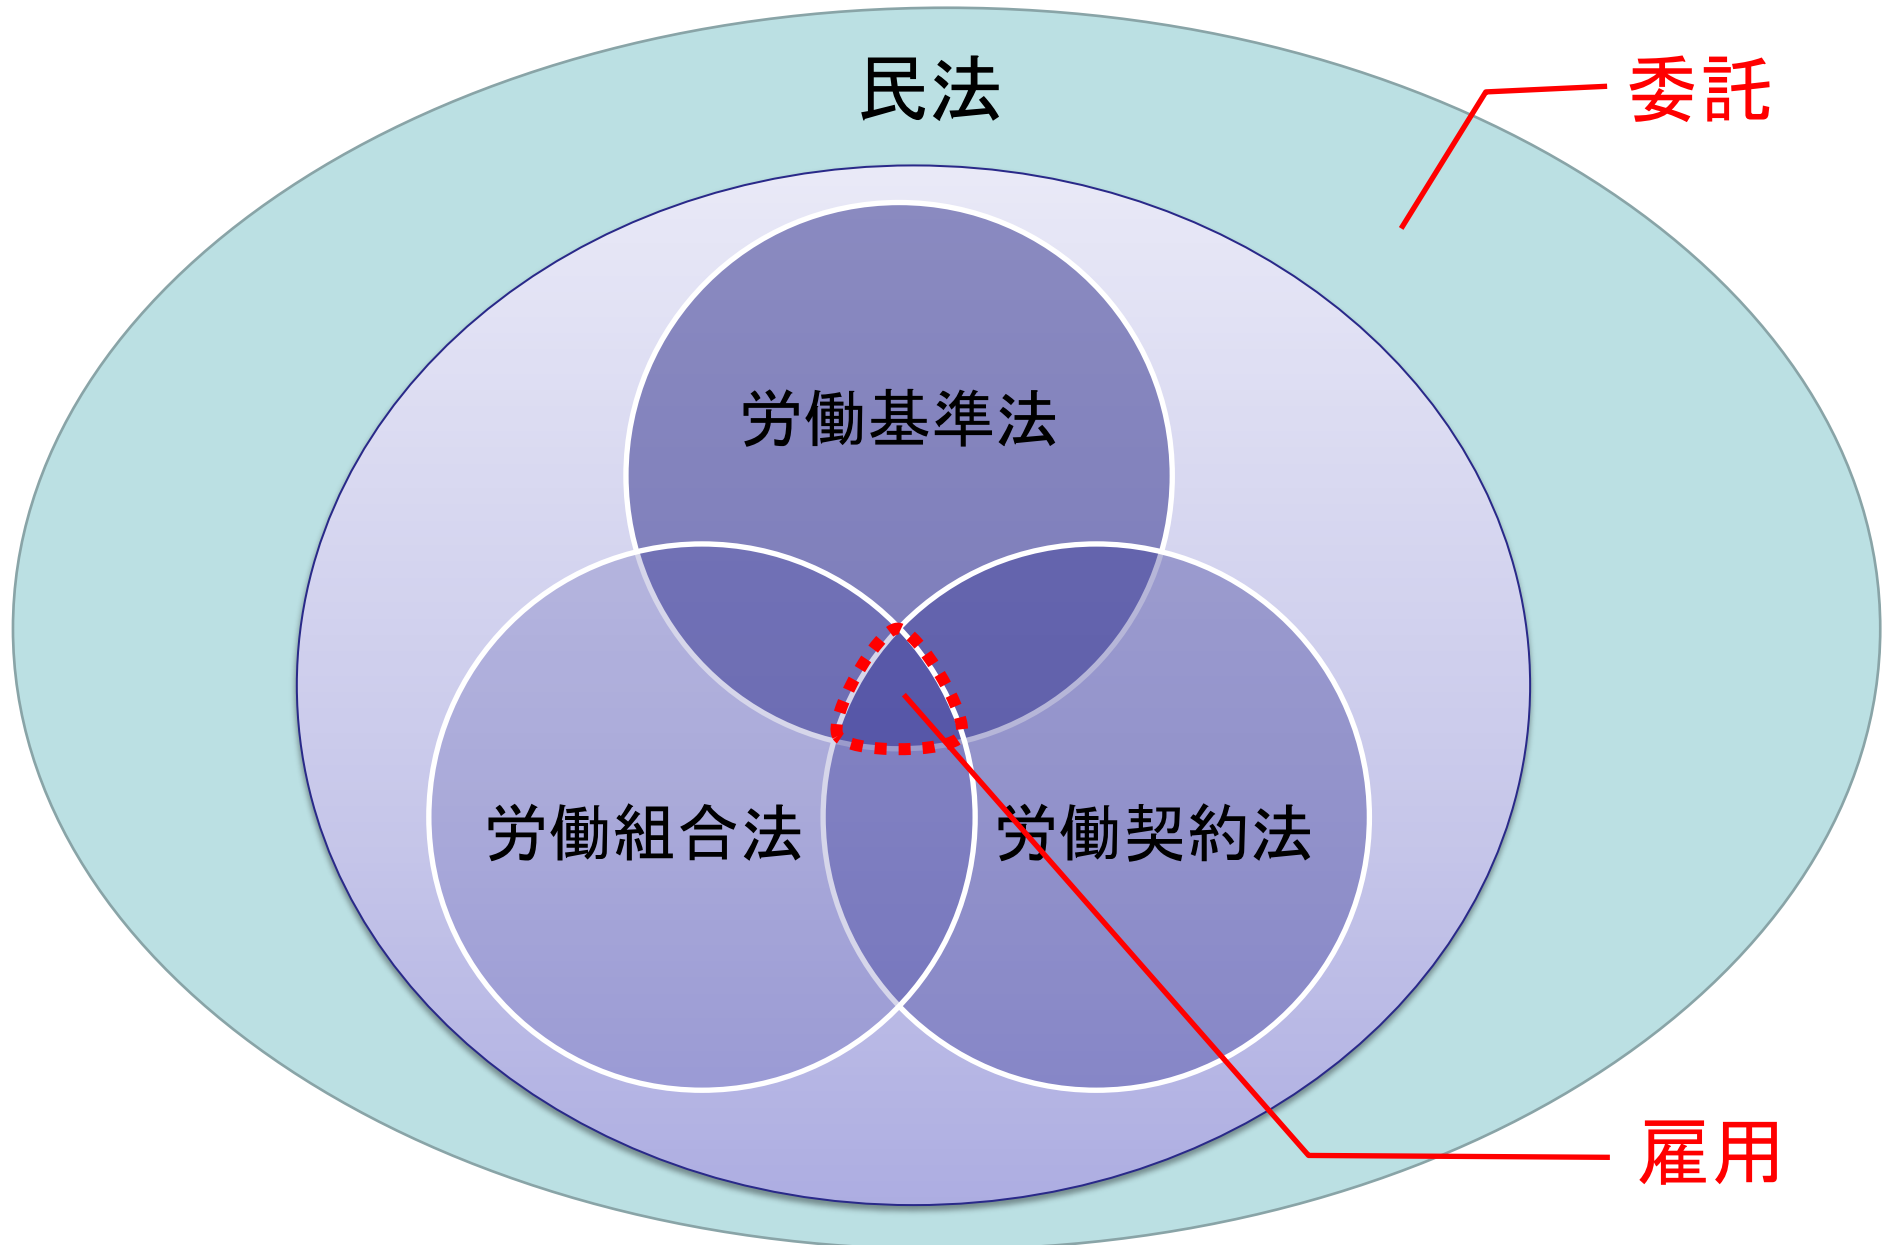 民法
委託
労働基準法
労働組合法
労働契約法
雇用